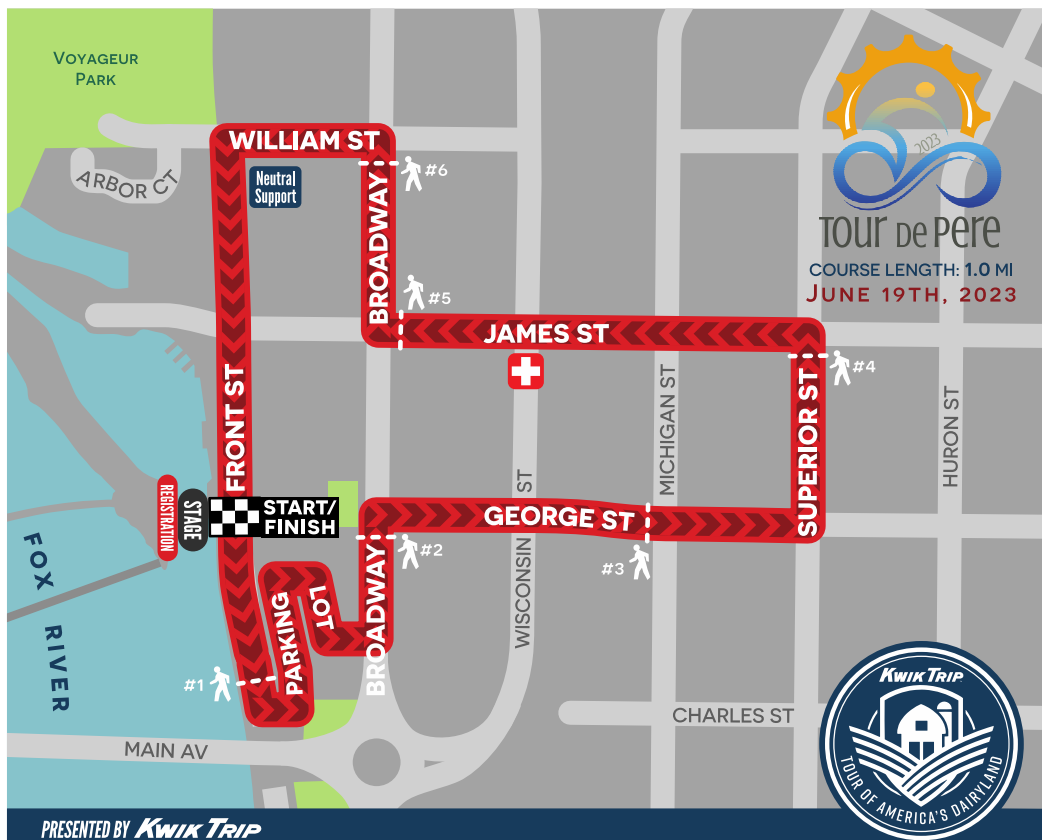 VOYAGEUR
PARK
WILLIAM ST
ARBOR CT
Neutral
Support
#6
BROADWAY
#5
2023
TOUR DE PERE
COURSE LENGTH: 1.0 MI
JUNE 19TH, 2023
JAMES ST
#4
FRONT ST
MICHIGAN ST
SUPERIOR ST
HURON ST
REGISTRATION
STAGE
START/
FINISH
GEORGE ST
WISCONSIN ST
#2
#3
FOX RIVER
PARKING
LOT
BROADWAY
#1
CHARLES ST
MAIN AV
KWIK TRIP
TOUR OF AMERICA'S DAIRYLAND
PRESENTED BY KWIK TRIP